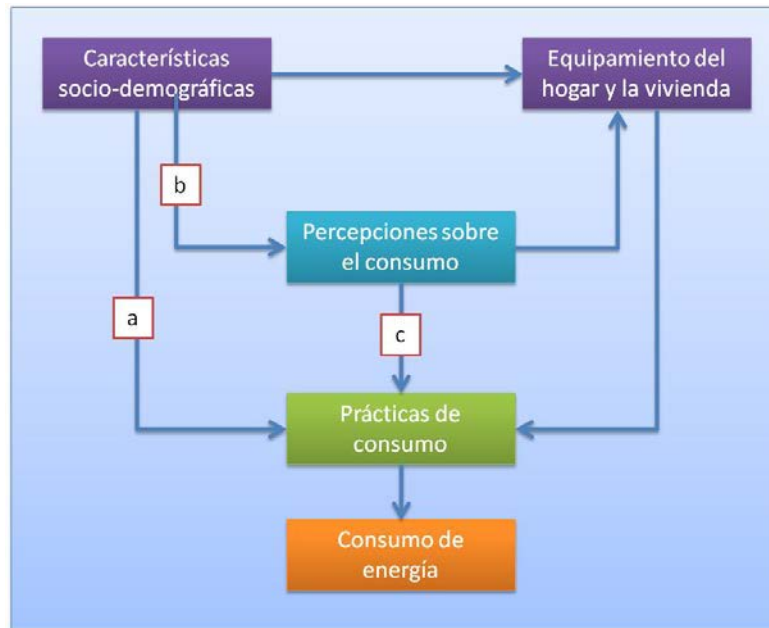 Características
socio-demográficas
Equipamiento del
hogar y la vivienda
b
Percepciones sobre
el consumo
a
c
Prácticas de
consumo
Consumo de
energía